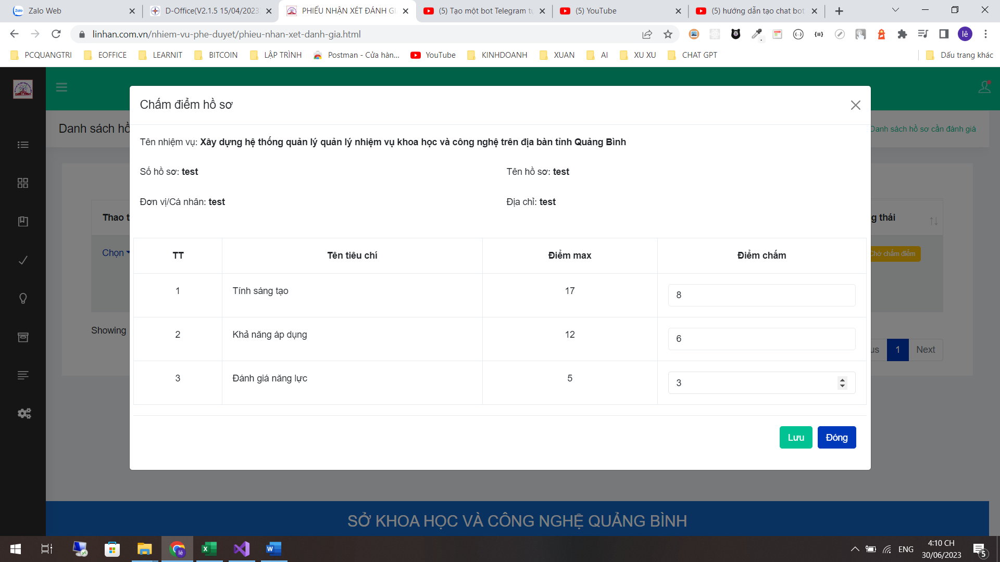 Zalo Web
D-Office(V2.1.5 15/04/2023
PHIẾU NHẬN XÉT ĐÁNH GI
(5) Tạo một bot Telegram tự
(5) YouTube
(5) hướng dẫn tạo chat bot
linhan.com.vn/nhiem-vu-phe-duyet/phieu-nhan-xet-danh-gia.html
lê
PCQUANGTRI
EOFFICE
LEARNIT
BITCOIN
LẬP TRÌNH
Postman - Cửa hàn...
YouTube
KINHDOANH
XUAN
AI
XU XU
CHAT GPT
Dấu trang khác
Chấm điểm hồ sơ
Danh sách hồ
Danh sách hồ sơ cần đánh giá
Tên nhiệm vụ: Xây dựng hệ thống quản lý quản lý nhiệm vụ khoa học và công nghệ trên địa bàn tỉnh Quảng Bình
Số hồ sơ: test
Tên hồ sơ: test
Đơn vị/Cá nhân: test
Địa chỉ: test
Thao t
g thái
Chọn
Chờ chấm điểm
TT Tên tiêu chí Điểm max Điểm chấm
1 Tính sáng tạo 17 8
2 Khả năng áp dụng 12 6
3 Đánh giá năng lực 5 3
Showing
us 1 Next
Lưu Đóng
SỞ KHOA HỌC VÀ CÔNG NGHỆ QUẢNG BÌNH
ENG
4:10 CH
30/06/2023
5